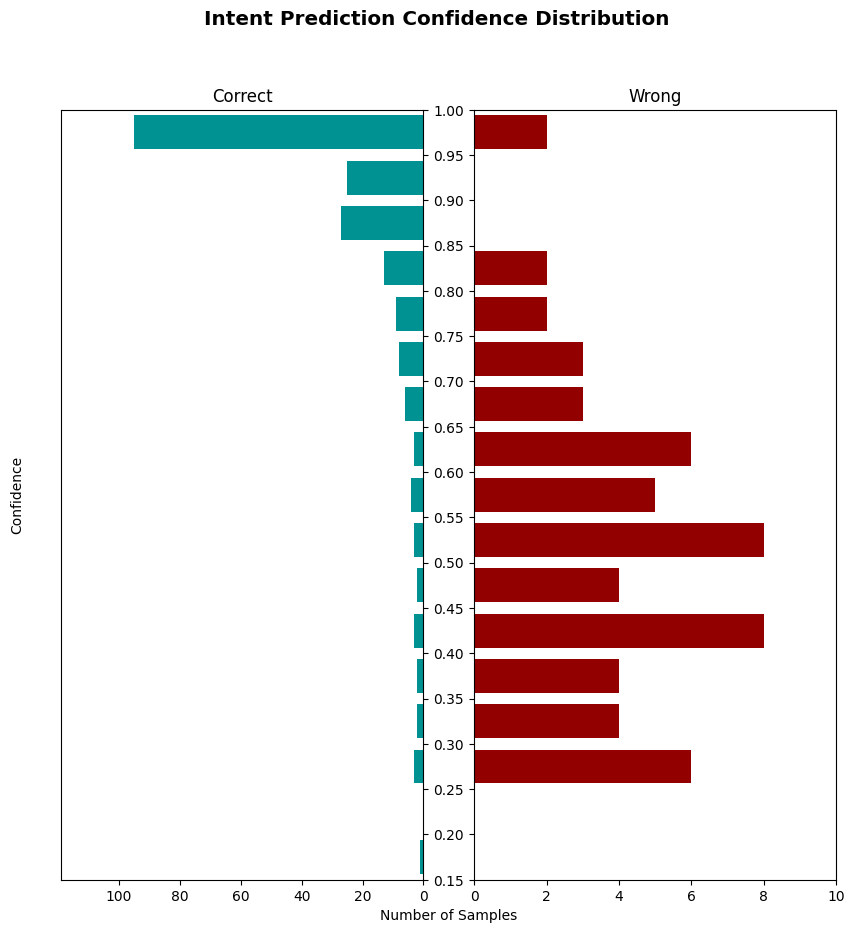 Intent Prediction Confidence Distribution
Correct
Wrong
1.00
0.95
0.90
0.85
0.80
0.75
0.70
0.65
0.60
0.55
0.50
0.45
0.40
0.35
0.30
0.25
0.20
0.15
Confidence
100 80 60 40 20 0
0 2 4 6 8 10
Number of Samples